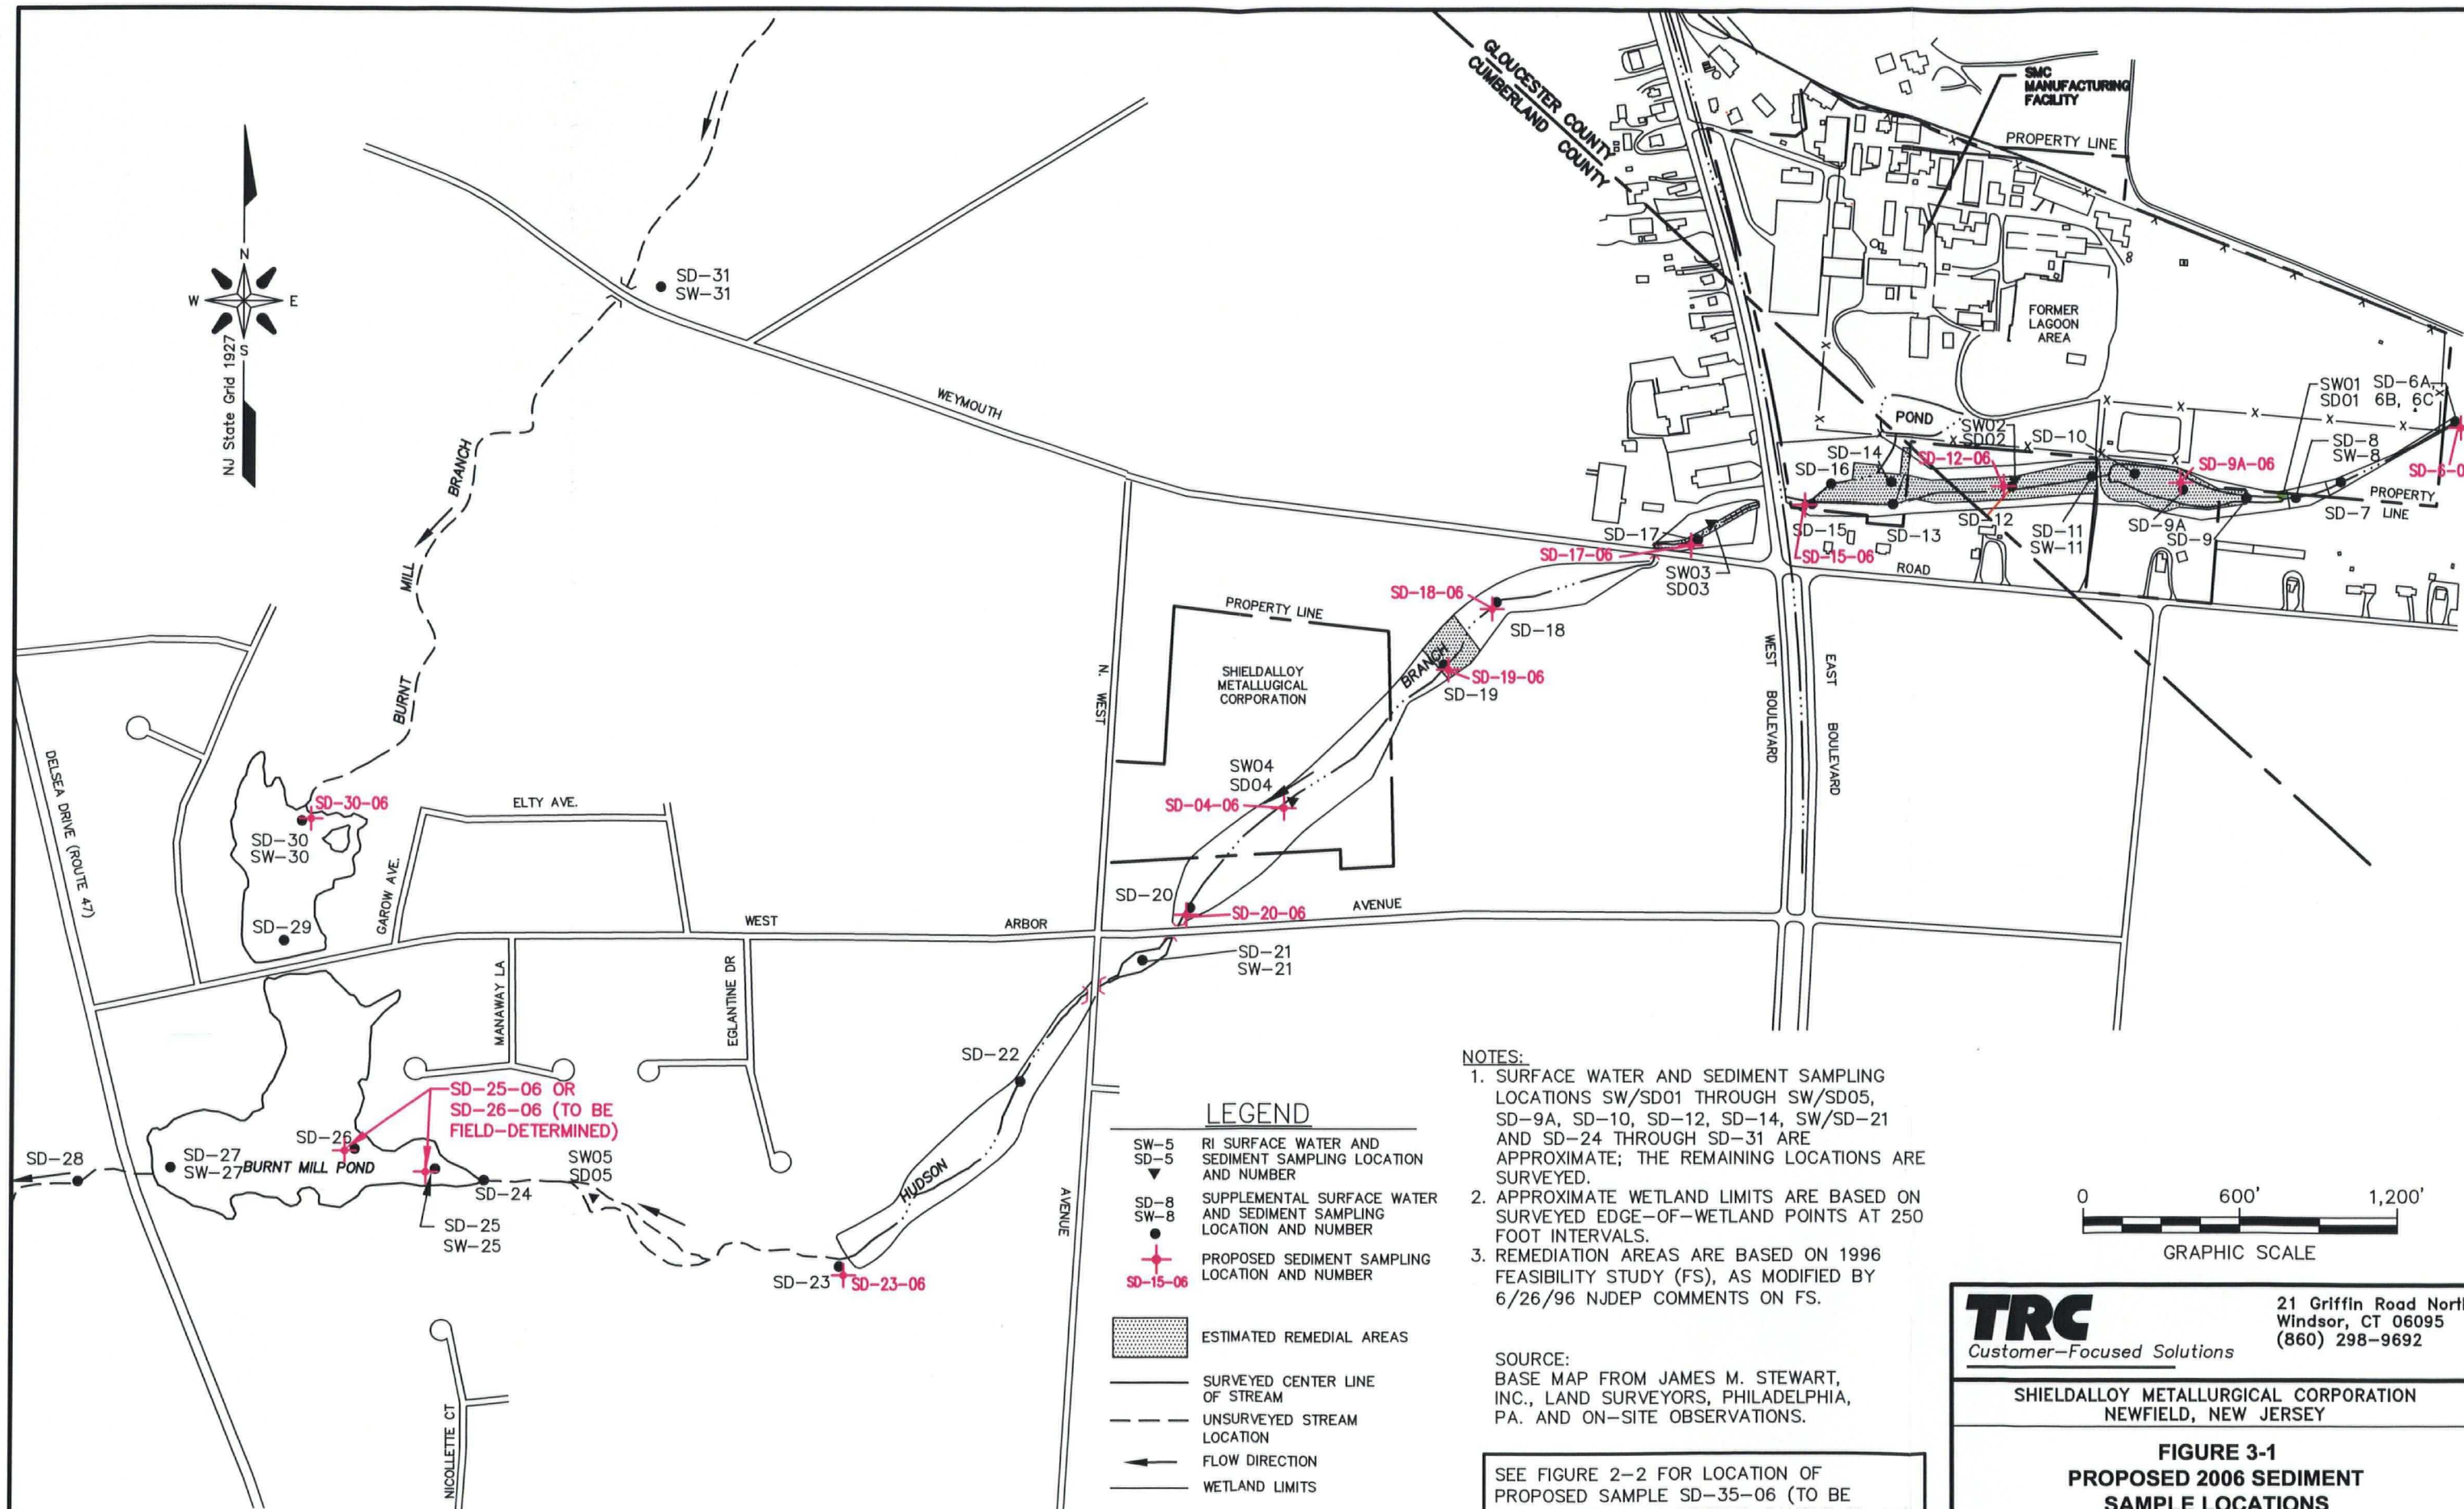 GLOUCESTER COUNTY
CUMBERLAND COUNTY
SMC
MANUFACTURING
FACILITY
PROPERTY LINE
N
W E
S
NJ State Grid 1927
SD-31
SW-31
FORMER
LAGOON
AREA
WEYMOUTH
POND
SW01
SD01
SD-6A,
6B, 6C
SW02
SD02
SD-10
SD-8
SW-8
SD-14
SD-12-06
SD-9A-06
SD-16
PROPERTY
LINE
SD-7
SD-17
SD-15
SD-13
SD-12
SD-11
SW-11
SD-9A
SD-9
SD-17-06
SD-15-06
ROAD
SW03
SD03
BURNT MILL BRANCH
SD-18-06
SD-18
PROPERTY LINE
SHIELDALLOY
METALLUGICAL
CORPORATION
BRANCH
SD-19-06
SD-19
N. WEST
WEST BOULEVARD
EAST BOULEVARD
SW04
SD04
SD-04-06
DELSEA DRIVE (ROUTE 47)
SD-30-06
SD-30
SW-30
ELTY AVE.
GAROW AVE.
SD-29
SD-20
SD-20-06
WEST
ARBOR
AVENUE
SD-21
SW-21
MANAWAY LA
EGLANTINE DR
SD-22
SD-25-06 OR
SD-26-06 (TO BE
FIELD-DETERMINED)
SD-26
SD-28
SD-27
SW-27
BURNT MILL POND
SW05
SD05
SD-24
SD-25
SW-25
HUDSON
AVENUE
SD-23
SD-23-06
NICOLLETTE CT
LEGEND
SW-5
SD-5
RI SURFACE WATER AND
SEDIMENT SAMPLING LOCATION
AND NUMBER
SD-8
SW-8
SUPPLEMENTAL SURFACE WATER
AND SEDIMENT SAMPLING
LOCATION AND NUMBER
SD-15-06
PROPOSED SEDIMENT SAMPLING
LOCATION AND NUMBER
ESTIMATED REMEDIAL AREAS
SURVEYED CENTER LINE
OF STREAM
UNSURVEYED STREAM
LOCATION
FLOW DIRECTION
WETLAND LIMITS
NOTES:
1. SURFACE WATER AND SEDIMENT SAMPLING
LOCATIONS SW/SD01 THROUGH SW/SD05,
SD-9A, SD-10, SD-12, SD-14, SW/SD-21
AND SD-24 THROUGH SD-31 ARE
APPROXIMATE; THE REMAINING LOCATIONS ARE
SURVEYED.
2. APPROXIMATE WETLAND LIMITS ARE BASED ON
SURVEYED EDGE-OF-WETLAND POINTS AT 250
FOOT INTERVALS.
3. REMEDIATION AREAS ARE BASED ON 1996
FEASIBILITY STUDY (FS), AS MODIFIED BY
6/26/96 NJDEP COMMENTS ON FS.
SOURCE:
BASE MAP FROM JAMES M. STEWART,
INC., LAND SURVEYORS, PHILADELPHIA,
PA. AND ON-SITE OBSERVATIONS.
SEE FIGURE 2-2 FOR LOCATION OF
PROPOSED SAMPLE SD-35-06 (TO BE
0 600' 1,200'
GRAPHIC SCALE
TRC
Customer-Focused Solutions
21 Griffin Road North
Windsor, CT 06095
(860) 298-9692
SHIELDALLOY METALLURGICAL CORPORATION
NEWFIELD, NEW JERSEY
FIGURE 3-1
PROPOSED 2006 SEDIMENT
SAMPLE LOCATIONS